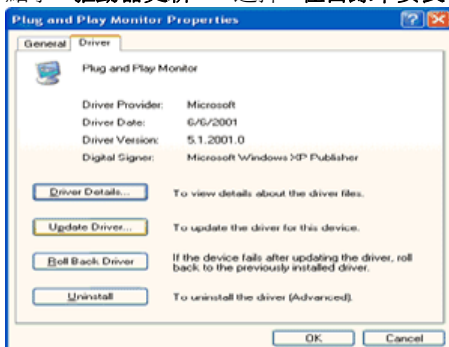 Plug and Play Monitor Properties
General Driver
Plug and Play Monitor
Driver Provider: Microsoft
Driver Date: 6/6/2001
Driver Version: 5.1.2001.0
Digital Signer: Microsoft Windows XP Publisher
Driver Details... To view details about the driver files.
Update Driver... To update the driver for this device.
Roll Back Driver If the device fails after updating the driver, roll
back to the previously installed driver.
Uninstall To uninstall the driver (Advanced).
OK Cancel